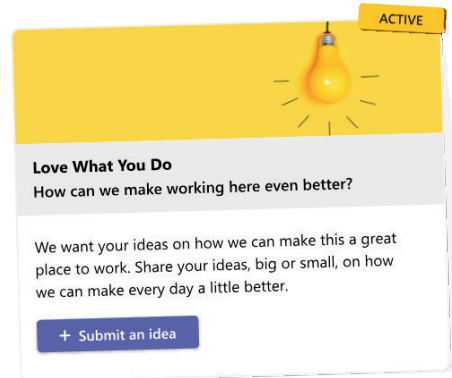 ACTIVE
Love What You Do
How can we make working here even better?
We want your ideas on how we can make this a great
place to work. Share your ideas, big or small, on how
we can make every day a little better.
+ Submit an idea